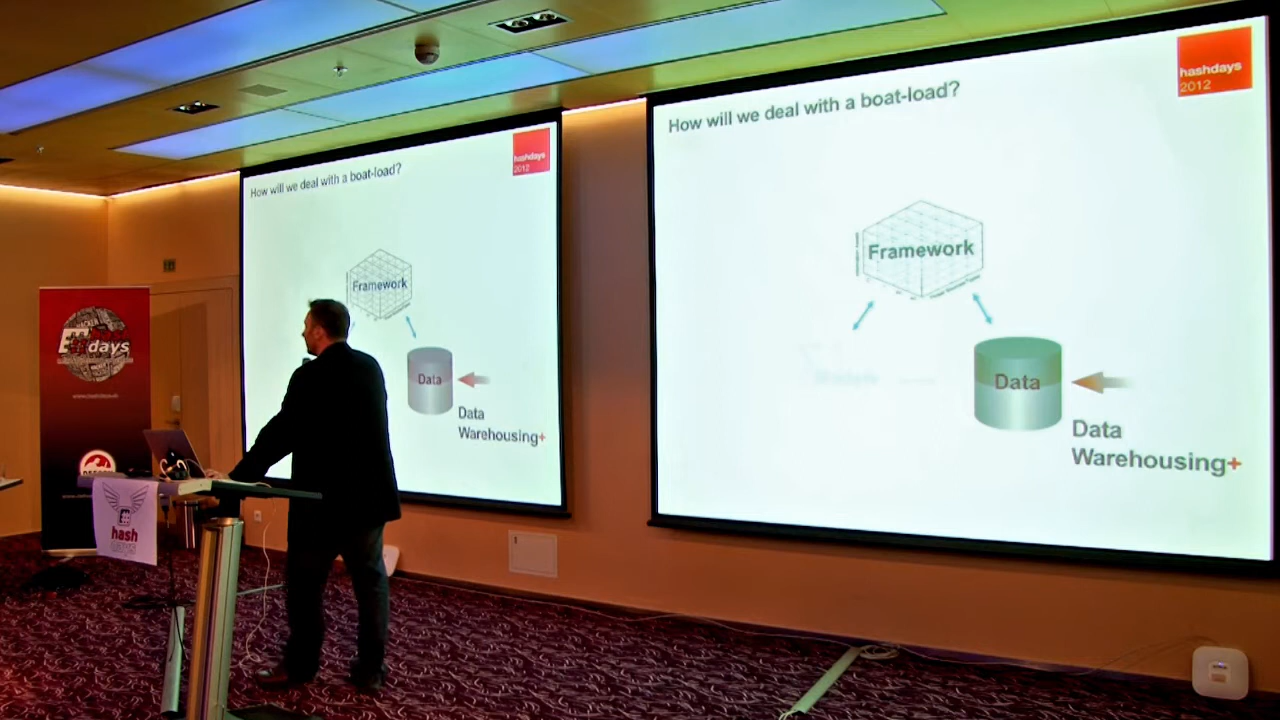 How will we deal with a boat-load?
hashdays
2012
Framework
Data
Data
Warehousing+
How will we deal with a boat-load?
hashdays
2012
Framework
Data
Data
Warehousing+
days
hash